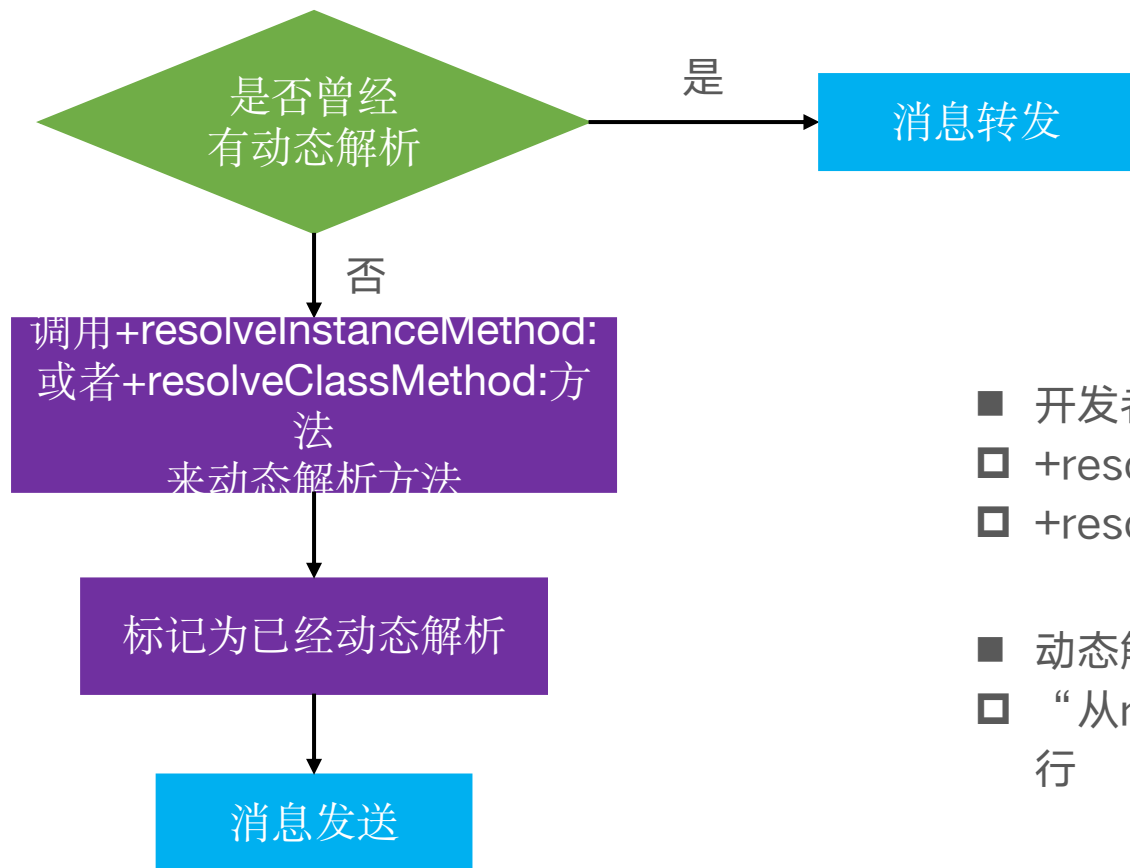 是否曾经
有动态解析
是
消息转发
否
调用+resolveInstanceMethod:
或者+resolveClassMethod:方
法
来动态解析方法
标记为已经动态解析
消息发送
■ 开发
+reso
+reso
■ 动态
“从r
行